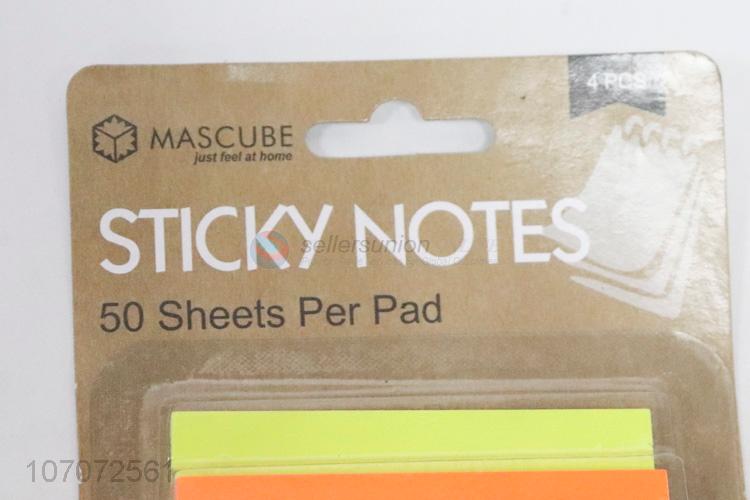 4 PCS
MASCUBE
just feel at home
STICKY NOTES
sellersunion
50 Sheets Per Pad
107072561